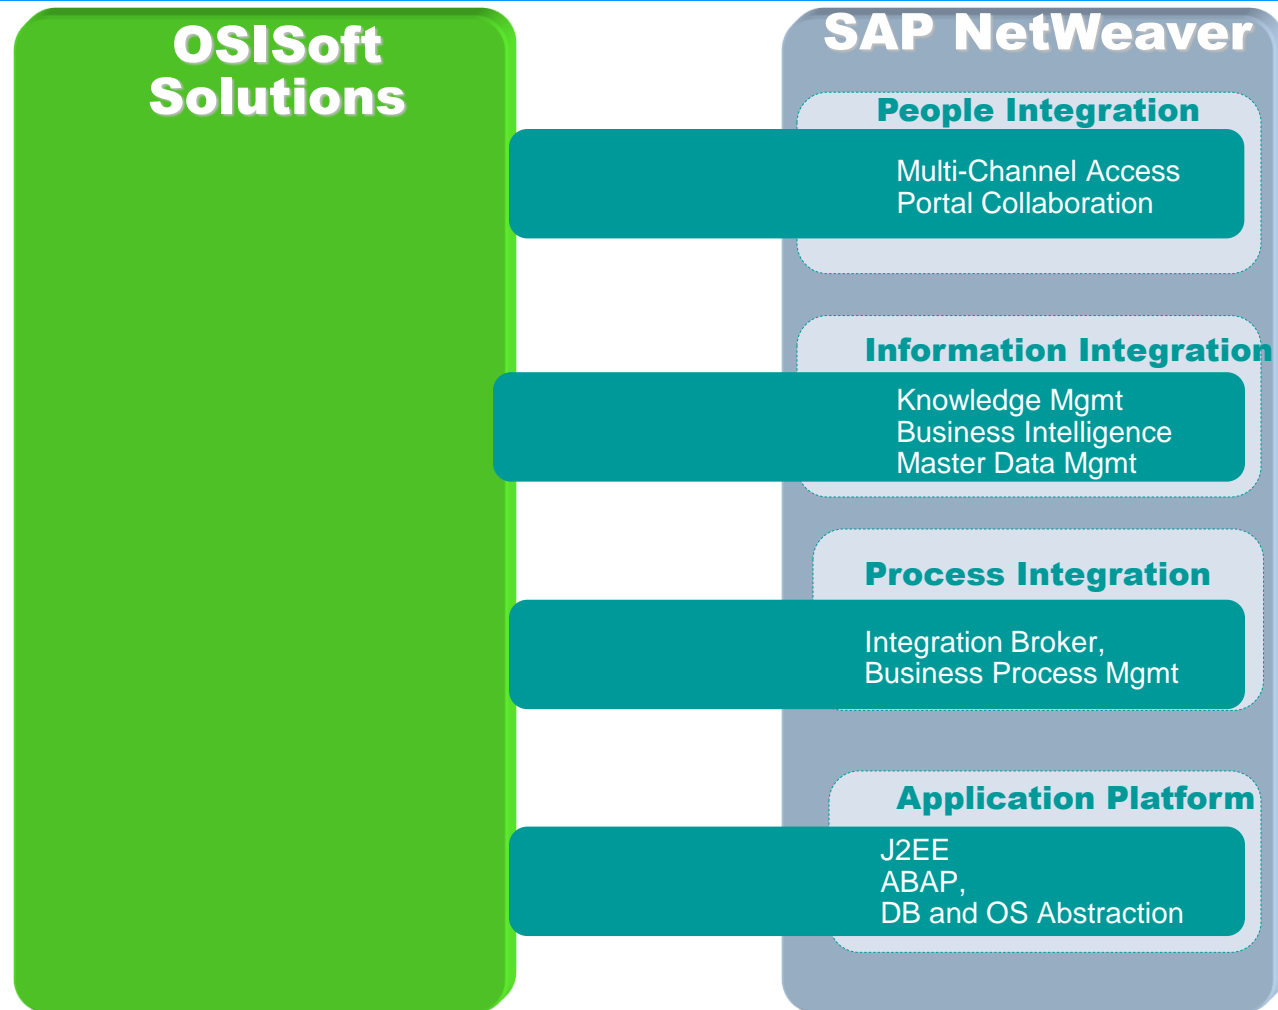 OSISoft
Solutions
SAP NetWeaver
People Integration
Multi-Channel Access
Portal Collaboration
Information Integration
Knowledge Mgmt
Business Intelligence
Master Data Mgmt
Process Integration
Integration Broker,
Business Process Mgmt
Application Platform
J2EE
ABAP,
DB and OS Abstraction